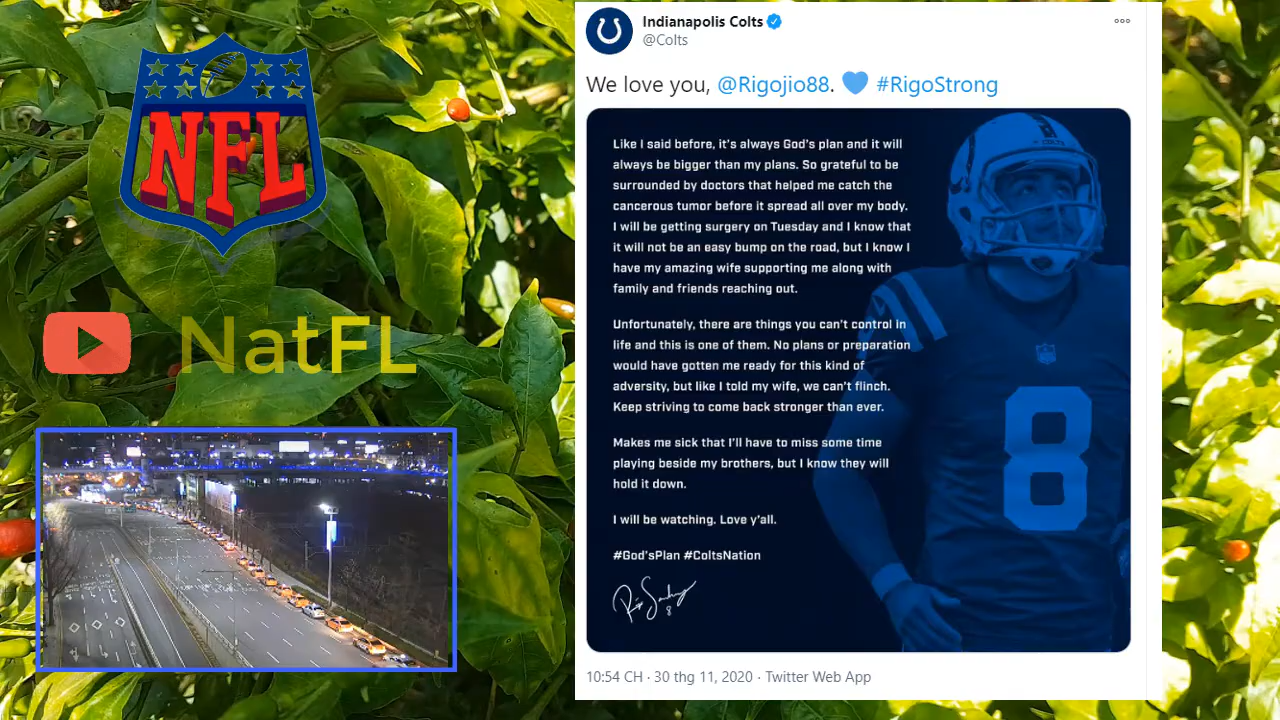 NFL
NatFL
Indianapolis Colts
@Colts
We love you, @Rigojio88. 💙 #RigoStrong
Like I said before, it's always God's plan and it will
always be bigger than my plans. So grateful to be
surrounded by doctors that helped me catch the
cancerous tumor before it spread all over my body.
I will be getting surgery on Tuesday and I know that
it will not be an easy bump on the road, but I know I
have my amazing wife supporting me along with
family and friends reaching out.
Unfortunately, there are things you can't control in
life and this is one of them. No plans or preparation
would have gotten me ready for this kind of
adversity, but like I told my wife, we can't flinch.
Keep striving to come back stronger than ever.
Makes me sick that I'll have to miss some time
playing beside my brothers, but I know they will
hold it down.
I will be watching. Love y'all.
#God'sPlan #ColtsNation
8
8
10:54 CH · 30 thg 11, 2020 · Twitter Web App